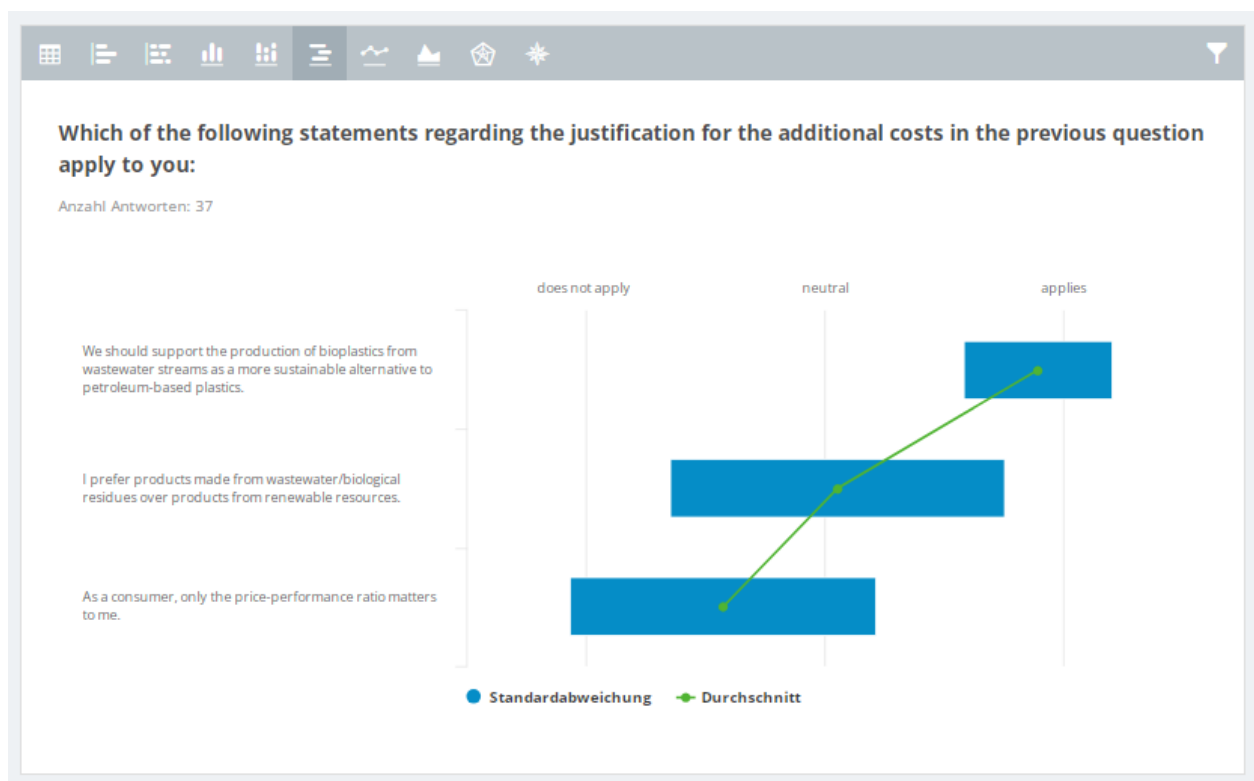 Which of the following statements regarding the justification for the additional costs in the previous question
apply to you:
Anzahl Antworten: 37
does not apply
neutral
applies
We should support the production of bioplastics from
wastewater streams as a more sustainable alternative to
petroleum-based plastics.
I prefer products made from wastewater/biological
residues over products from renewable resources.
As a consumer, only the price-performance ratio matters
to me.
Standardabweichung
Durchschnitt